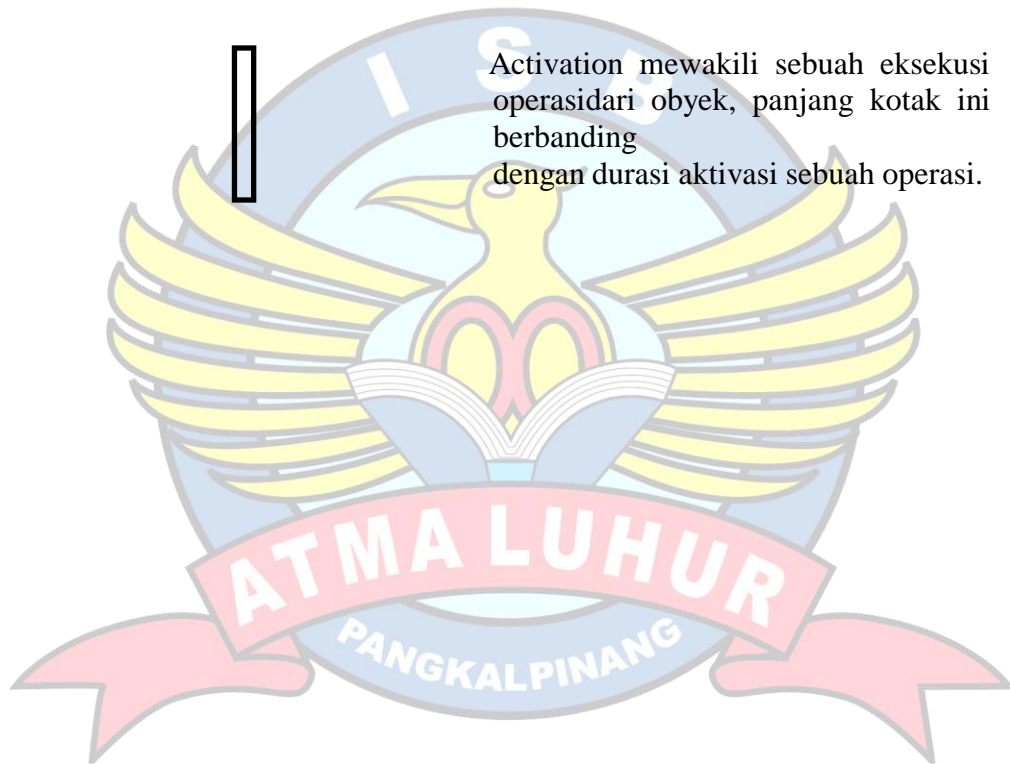 I S B
Activation mewakili sebuah eksekusi
operasidari obyek, panjang kotak ini
berbanding
dengan durasi aktivasi sebuah operasi.
ATMA LUHUR
PANGKALPINANG